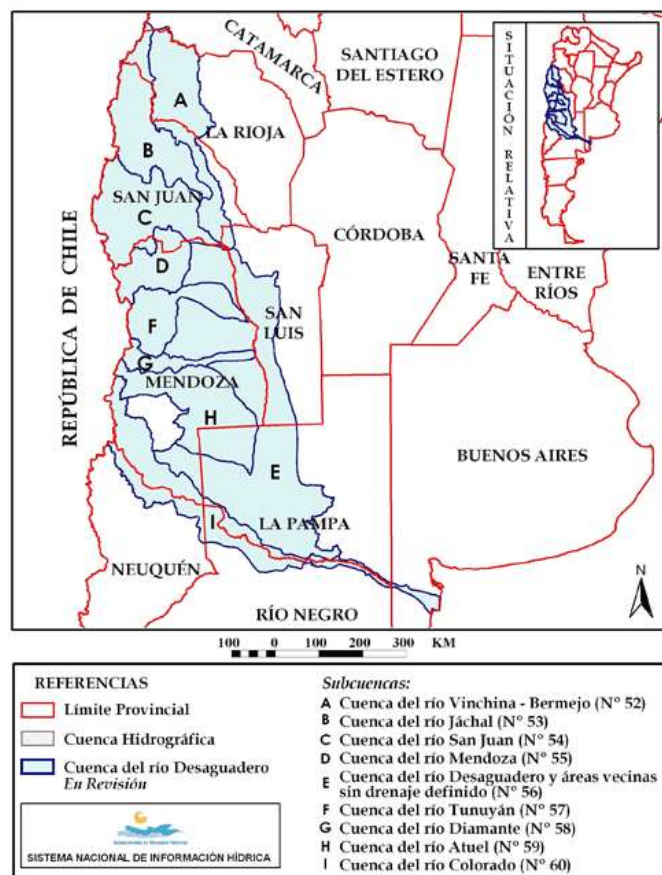 CATAMARCA
SANTIAGO
DEL ESTERO
SITUACIÓN RELATIVA
A
LA RIOJA
B
SAN JUAN
C
CÓRDOBA
SANTA
FE
ENTRE
RÍOS
D
REPÚBLICA DE CHILE
F
SAN
LUIS
G
MENDOZA
H
BUENOS AIRES
E
I
LA PAMPA
NEUQUÉN
RÍO NEGRO
N
100 0 100 200 300 KM
REFERENCIAS
Límite Provincial
Cuenca Hidrográfica
Cuenca del río Desaguadero
En Revisión
SISTEMA NACIONAL DE INFORMACIÓN HÍDRICA
Subcuencas:
A Cuenca del río Vinchina - Bermejo (N° 52)
B Cuenca del río Jáchal (N° 53)
C Cuenca del río San Juan (N° 54)
D Cuenca del río Mendoza (N° 55)
E Cuenca del río Desaguadero y áreas vecinas
sin drenaje definido (N° 56)
F Cuenca del río Tunuyán (N° 57)
G Cuenca del río Diamante (N° 58)
H Cuenca del río Atuel (N° 59)
I Cuenca del río Colorado (N° 60)